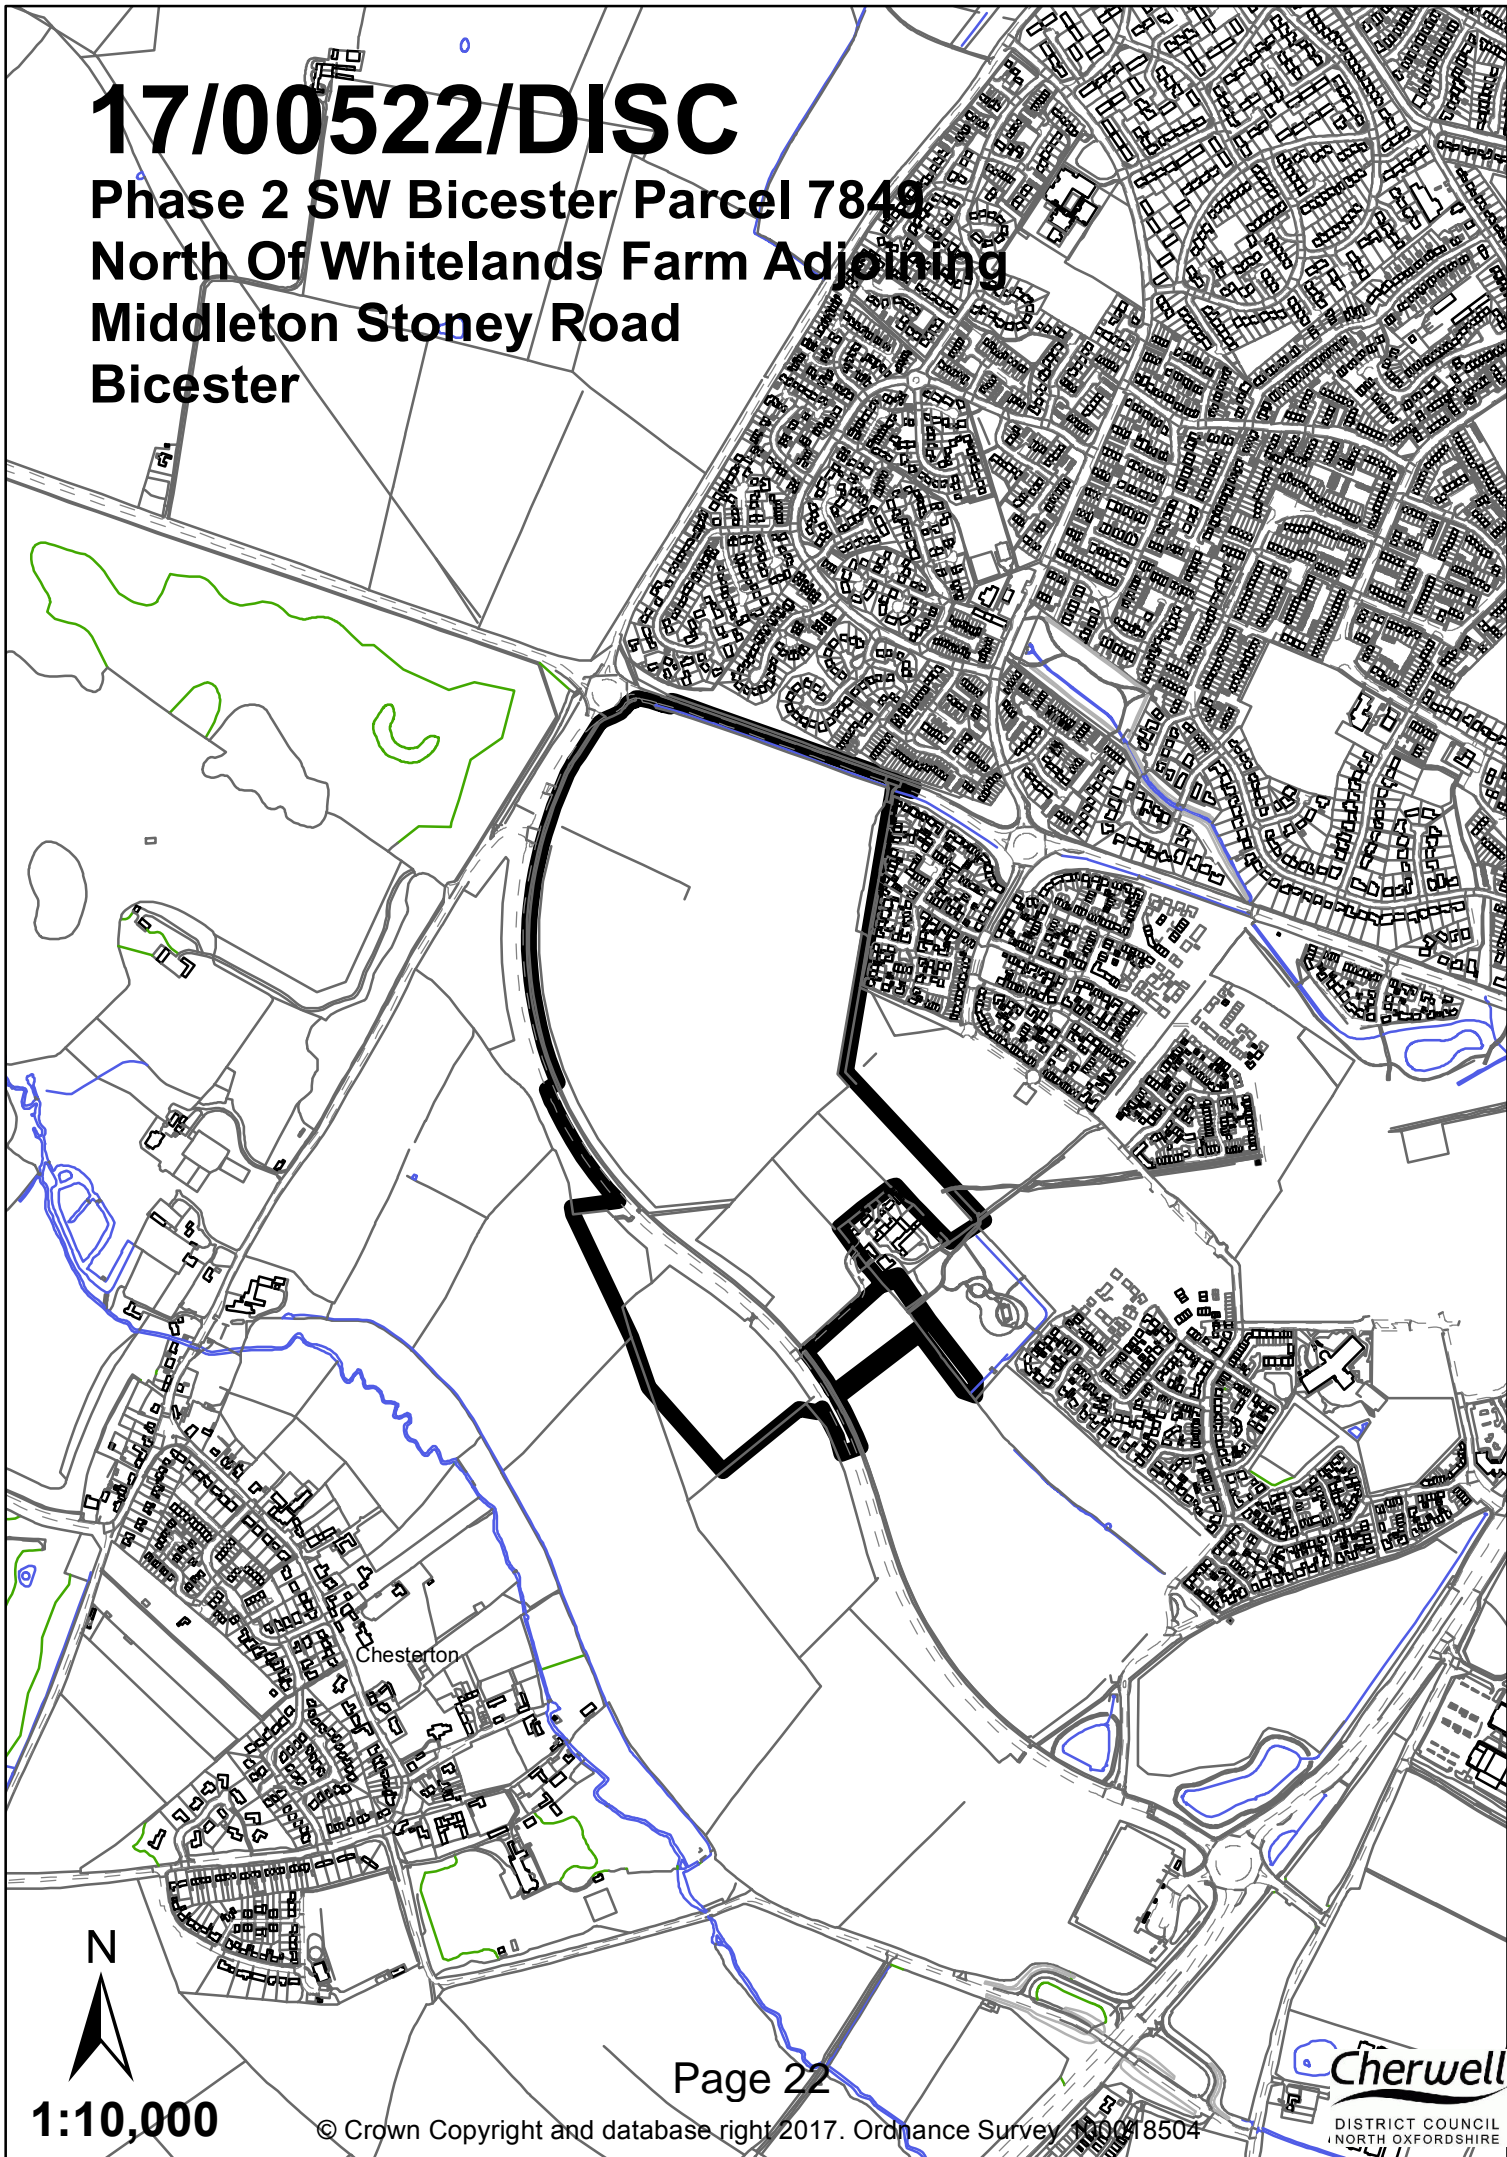 17/00522/DISC
Phase 2 SW Bicester Parcel 7849
North Of Whitelands Farm Adjoining
Middleton Stoney Road
Bicester
Chesterton
N
1:10,000
Page 22
© Crown Copyright and database right 2017. Ordnance Survey 100018504
Cherwell
DISTRICT COUNCIL
NORTH OXFORDSHIRE